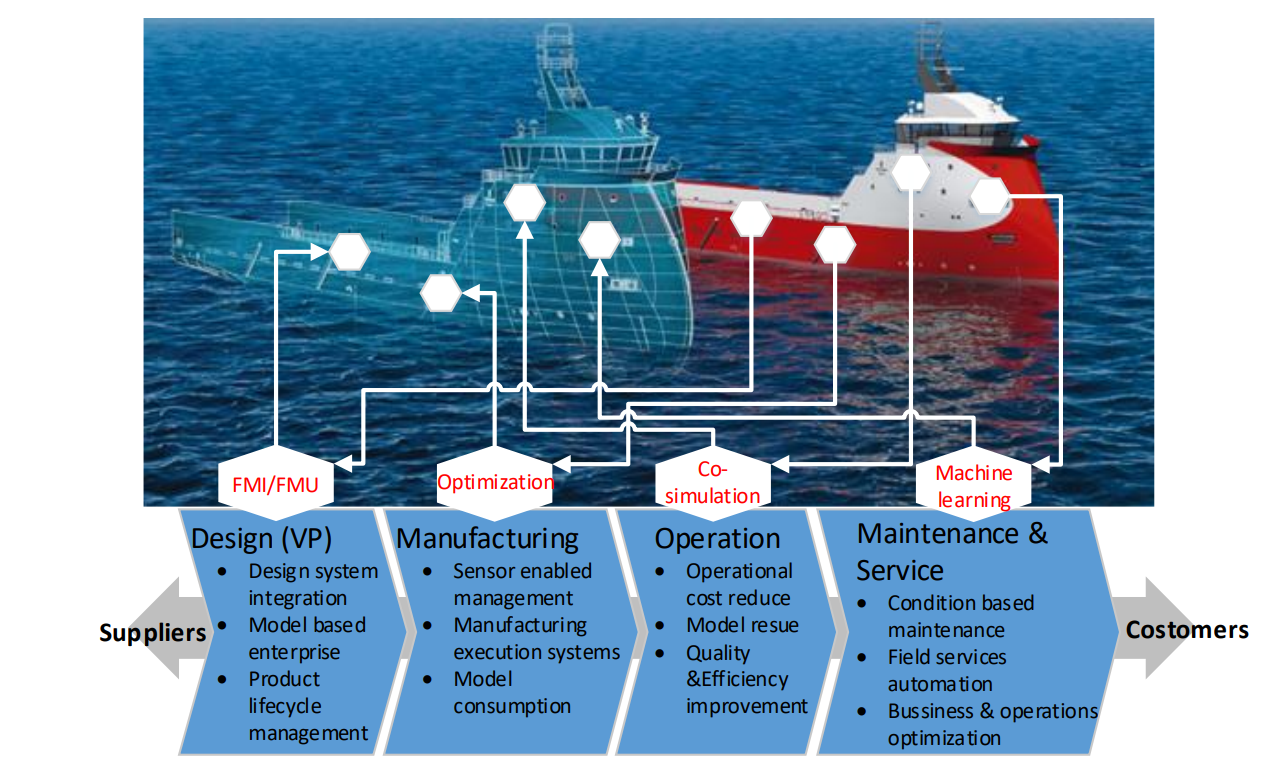 FMI/FMU
Optimization
Co-
simulation
Machine
learning
Design (VP)
• Design system
integration
• Model based
enterprise
• Product
lifecycle
management
Manufacturing
• Sensor enabled
management
• Manufacturing
execution systems
• Model
consumption
Operation
• Operational
cost reduce
• Model resue
• Quality
&Efficiency
improvement
Maintenance &
Service
• Condition based
maintenance
• Field services
automation
• Bussiness & operations
optimization
Suppliers
Costomers